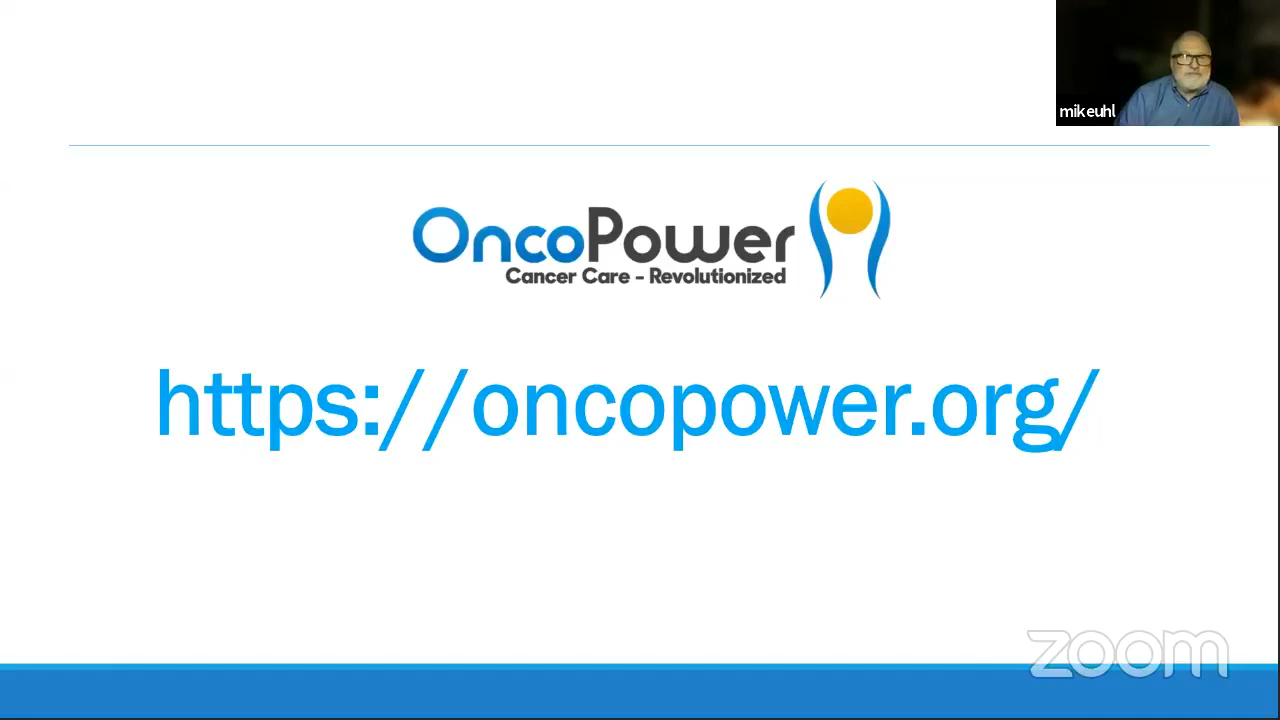 mikeuhl
OncoPower
Cancer Care - Revolutionized
https://oncopower.org/
zoom